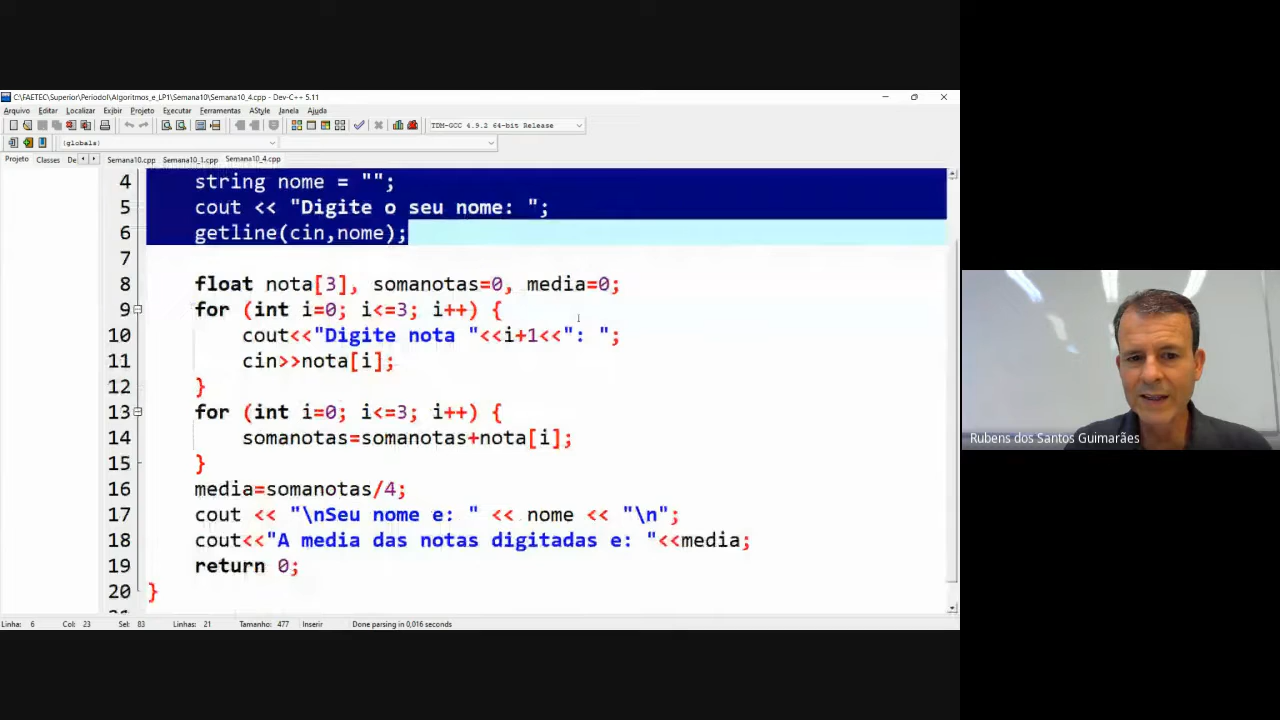 C:\FAETEC\Superior\PeriodoI\Algoritmos_e_LP1\Semana10\Semana10_4.cpp - Dev-C++ 5.11
Arquivo Editar Localizar Exibir Projeto Executar Ferramentas AStyle Janela Ajuda
TDM-GCC 4.9.2 64-bit Release
(globals)
Projeto Classes De Semana10.cpp Semana10_1.cpp Semana10_4.cpp
4 string nome = "";
5 cout << "Digite o seu nome: ";
6 getline(cin,nome);
7
8 float nota[3], somanotas=0, media=0;
9 for (int i=0; i<=3; i++) {
10 cout<<"Digite nota "<<i+1<<": ";
11 cin>>nota[i];
12 }
13 for (int i=0; i<=3; i++) {
14 somanotas=somanotas+nota[i];
15 }
16 media=somanotas/4;
17 cout << "\nSeu nome e: " << nome << "\n";
18 cout<<"A media das notas digitadas e: "<<media;
19 return 0;
20 }
Linha: 6 Col: 23 Sel: 83 Linhas: 21 Tamanho: 477 Inserir Done parsing in 0,016 seconds
Rubens dos Santos Guimarães